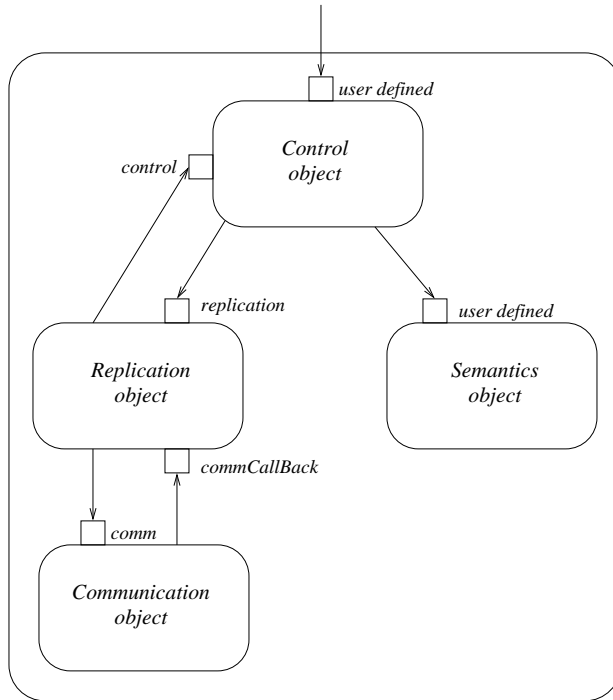 user defined
Control
object
control
replication
user defined
Replication
object
Semantics
object
commCallBack
comm
Communication
object